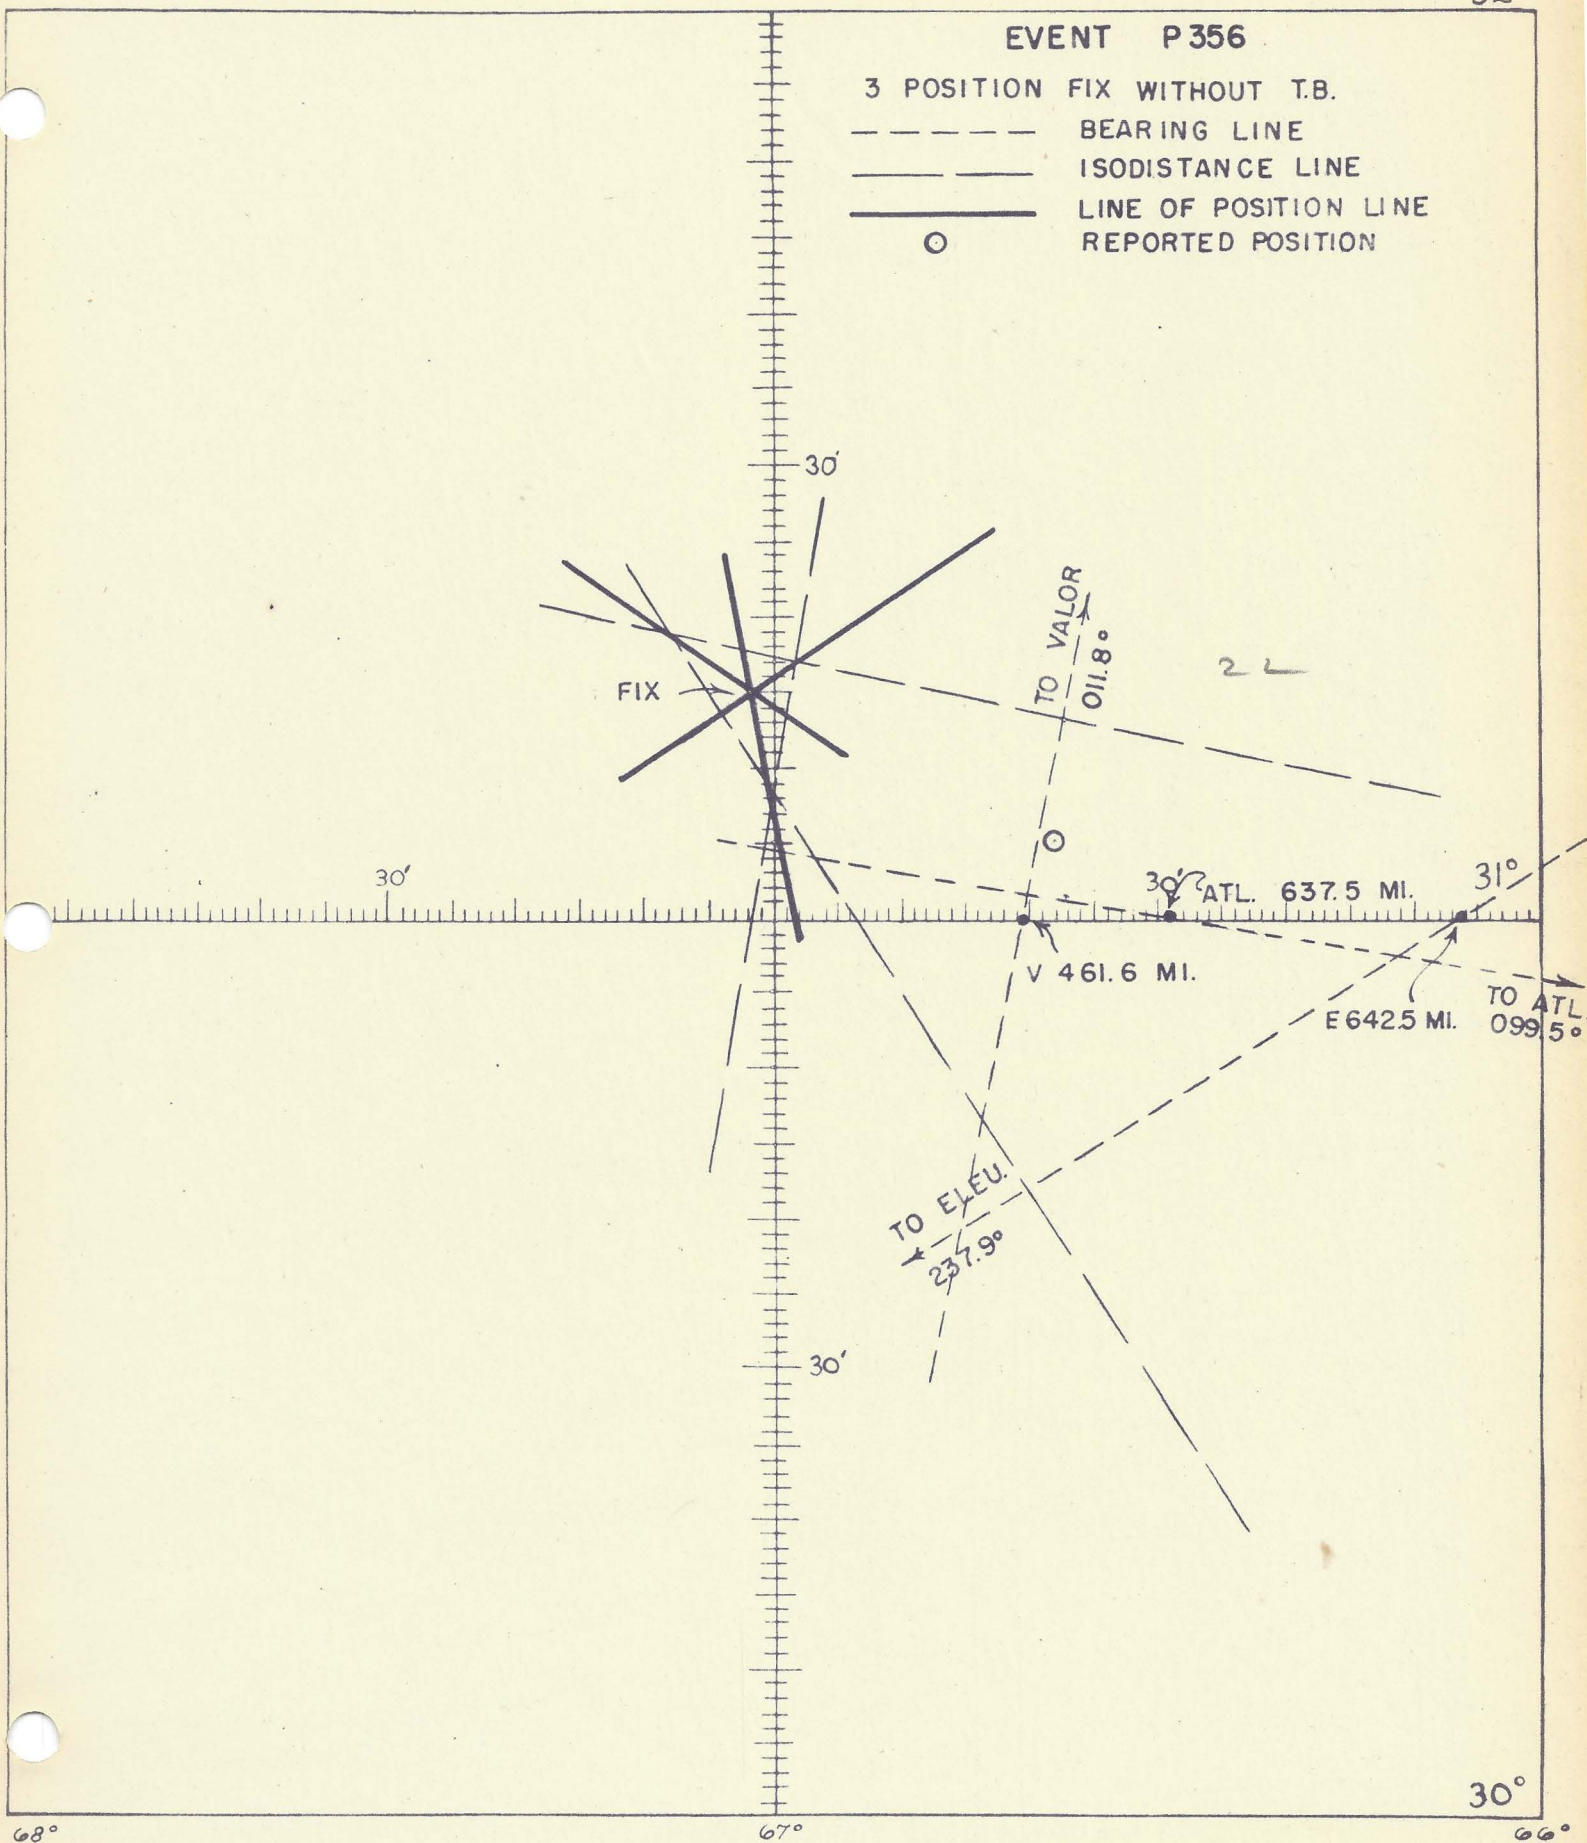 EVENT P 356
3 POSITION FIX WITHOUT T.B.
BEARING LINE
ISODISTANCE LINE
LINE OF POSITION LINE
REPORTED POSITION
30'
TO VALOR
011.8°
2 L
FIX
30'
30'
ATL. 637.5 MI.
31°
V 461.6 MI.
E 642.5 MI.
TO ATL.
099.5°
TO ELEU.
237.9°
30'
30°
68°
67°
66°